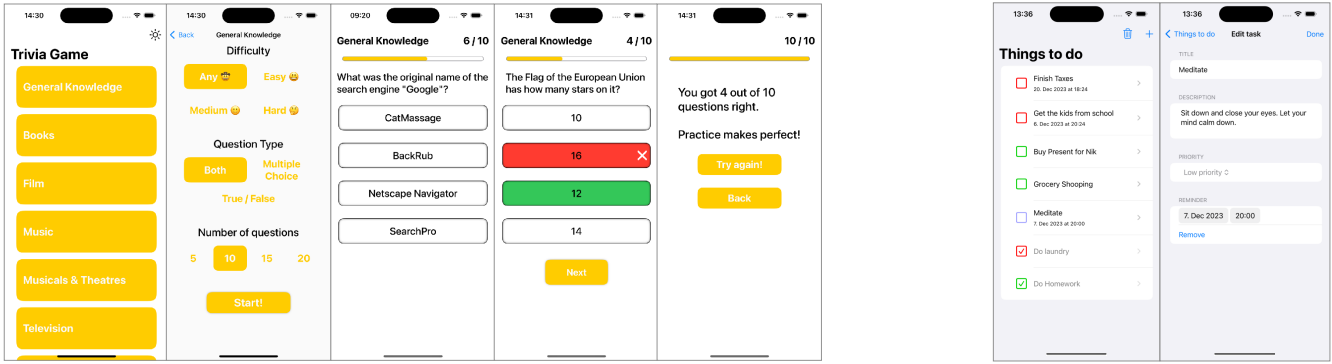 14:30
Trivia Game
General Knowledge
Books
Film
Music
Musicals & Theatres
Television
14:30
Back
General Knowledge
Difficulty
Any
Easy
Medium
Hard
Question Type
Both
Multiple
Choice
True / False
Number of questions
5 10 15 20
Start!
09:20
General Knowledge 6 / 10
What was the original name of the
search engine "Google"?
CatMassage
BackRub
Netscape Navigator
SearchPro
14:31
General Knowledge 4 / 10
The Flag of the European Union
has how many stars on it?
10
16
12
14
Next
14:31
10 / 10
You got 4 out of 10
questions right.
Practice makes perfect!
Try again!
Back
13:36
Things to do
Finish Taxes
20. Dec 2023 at 18:24
Get the kids from school
6. Dec 2023 at 20:24
Buy Present for Nik
Grocery Shooping
Meditate
7. Dec 2023 at 20:00
Do laundry
Do Homework
13:36
Things to do Edit task Done
TITLE
Meditate
DESCRIPTION
Sit down and close your eyes. Let your
mind calm down.
PRIORITY
Low priority
REMINDER
7. Dec 2023 20:00
Remove